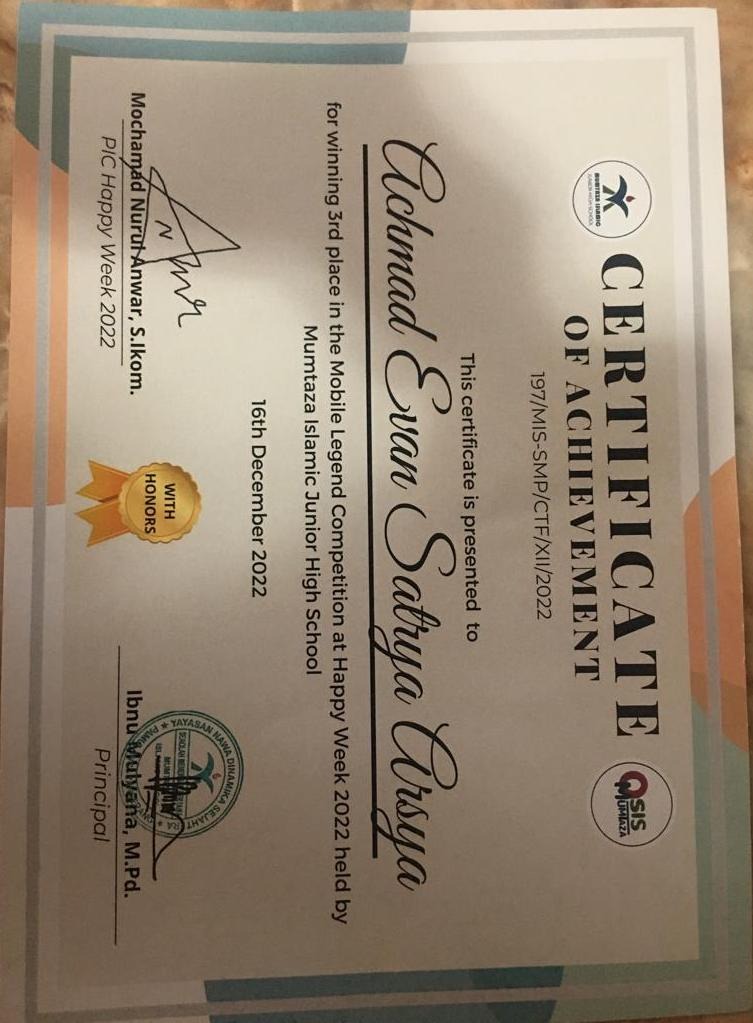 MUMTAZA ISLAMIC
JUNIOR HIGH SCHOOL
OSIS
MUMTAZA
CERTIFICATE
OF ACHIEVEMENT
197/MIS-SMP/CTF/XII/2022
This certificate is presented to
Achmad Evan Satrya Arsya
for winning 3rd place in the Mobile Legend Competition at Happy Week 2022 held by
Mumtaza Islamic Junior High School
16th December 2022
Mochamad Nurul Anwar, S.Ikom.
PIC Happy Week 2022
WITH
HONORS
YAYASAN NAWA DINAMIKA
Ibnu Mulyana, M.Pd.
Principal